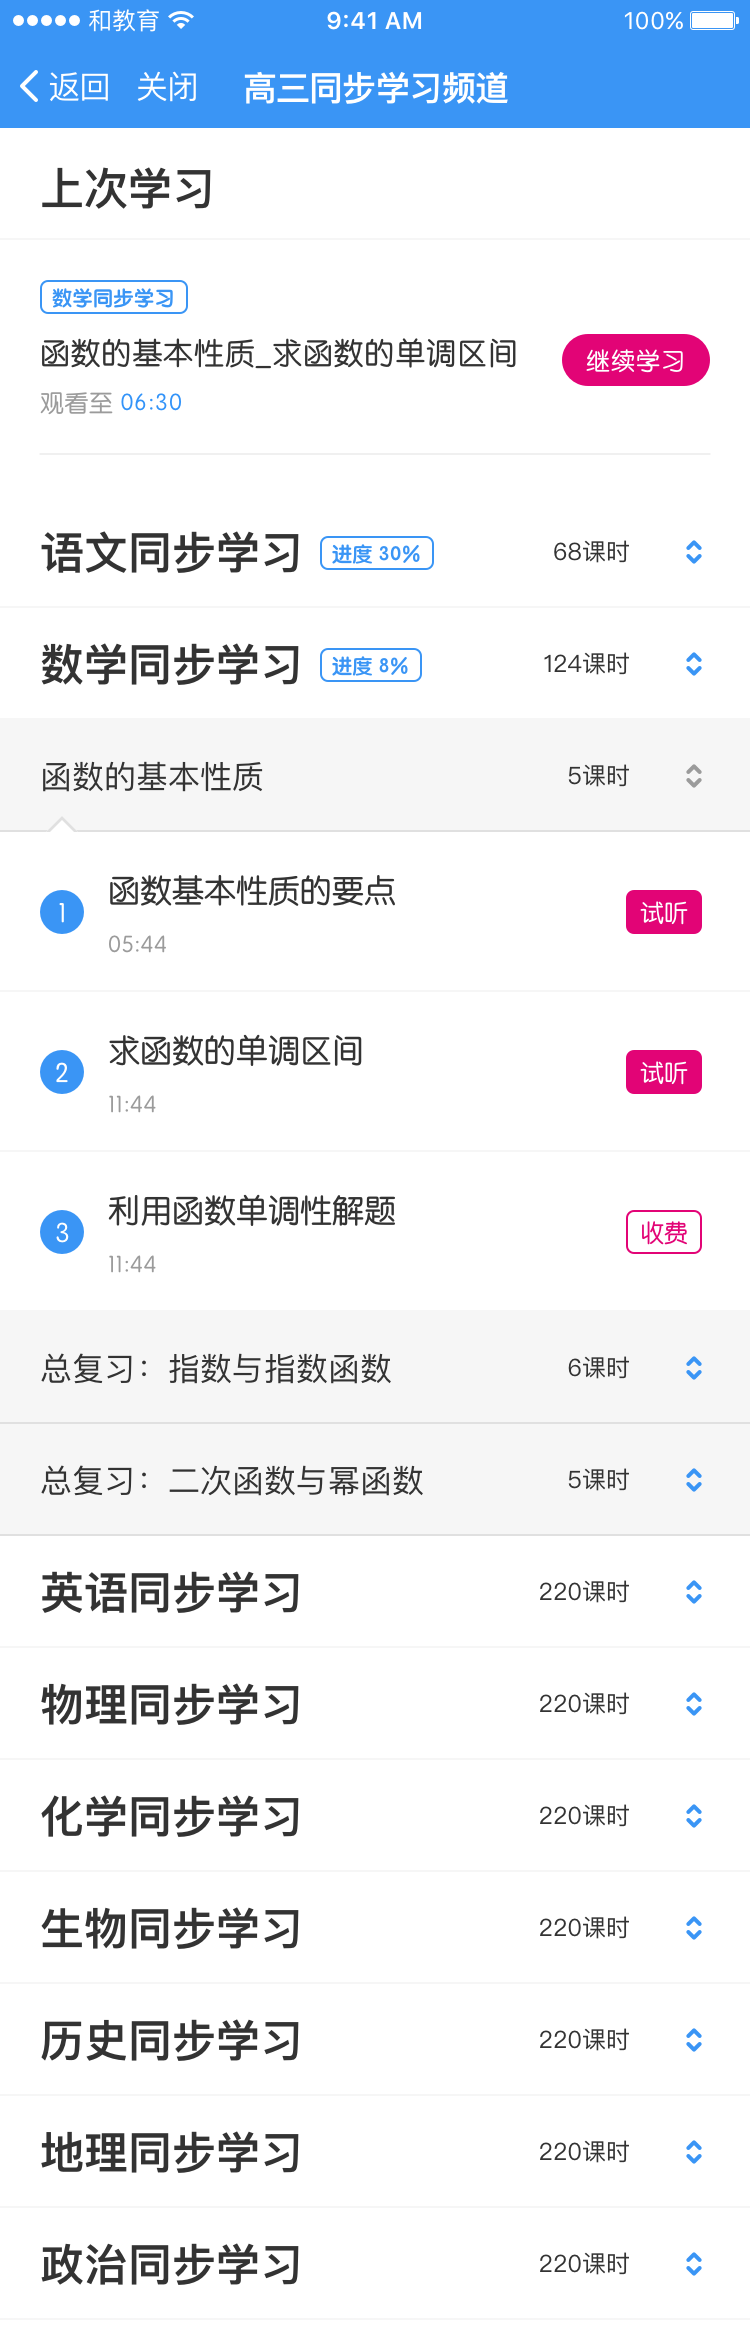 和教育 9:41 AM 100%
返回 关闭 高三同步学习频道
上次学习
数学同步学习
函数的基本性质_求函数的单调区间
继续学习
观看至 06:30
语文同步学习 进度 30% 68课时
数学同步学习 进度 8% 124课时
函数的基本性质 5课时
1 函数基本性质的要点 试听
05:44
2 求函数的单调区间 试听
11:44
3 利用函数单调性解题 收费
11:44
总复习：指数与指数函数 6课时
总复习：二次函数与幂函数 5课时
英语同步学习 220课时
物理同步学习 220课时
化学同步学习 220课时
生物同步学习 220课时
历史同步学习 220课时
地理同步学习 220课时
政治同步学习 220课时